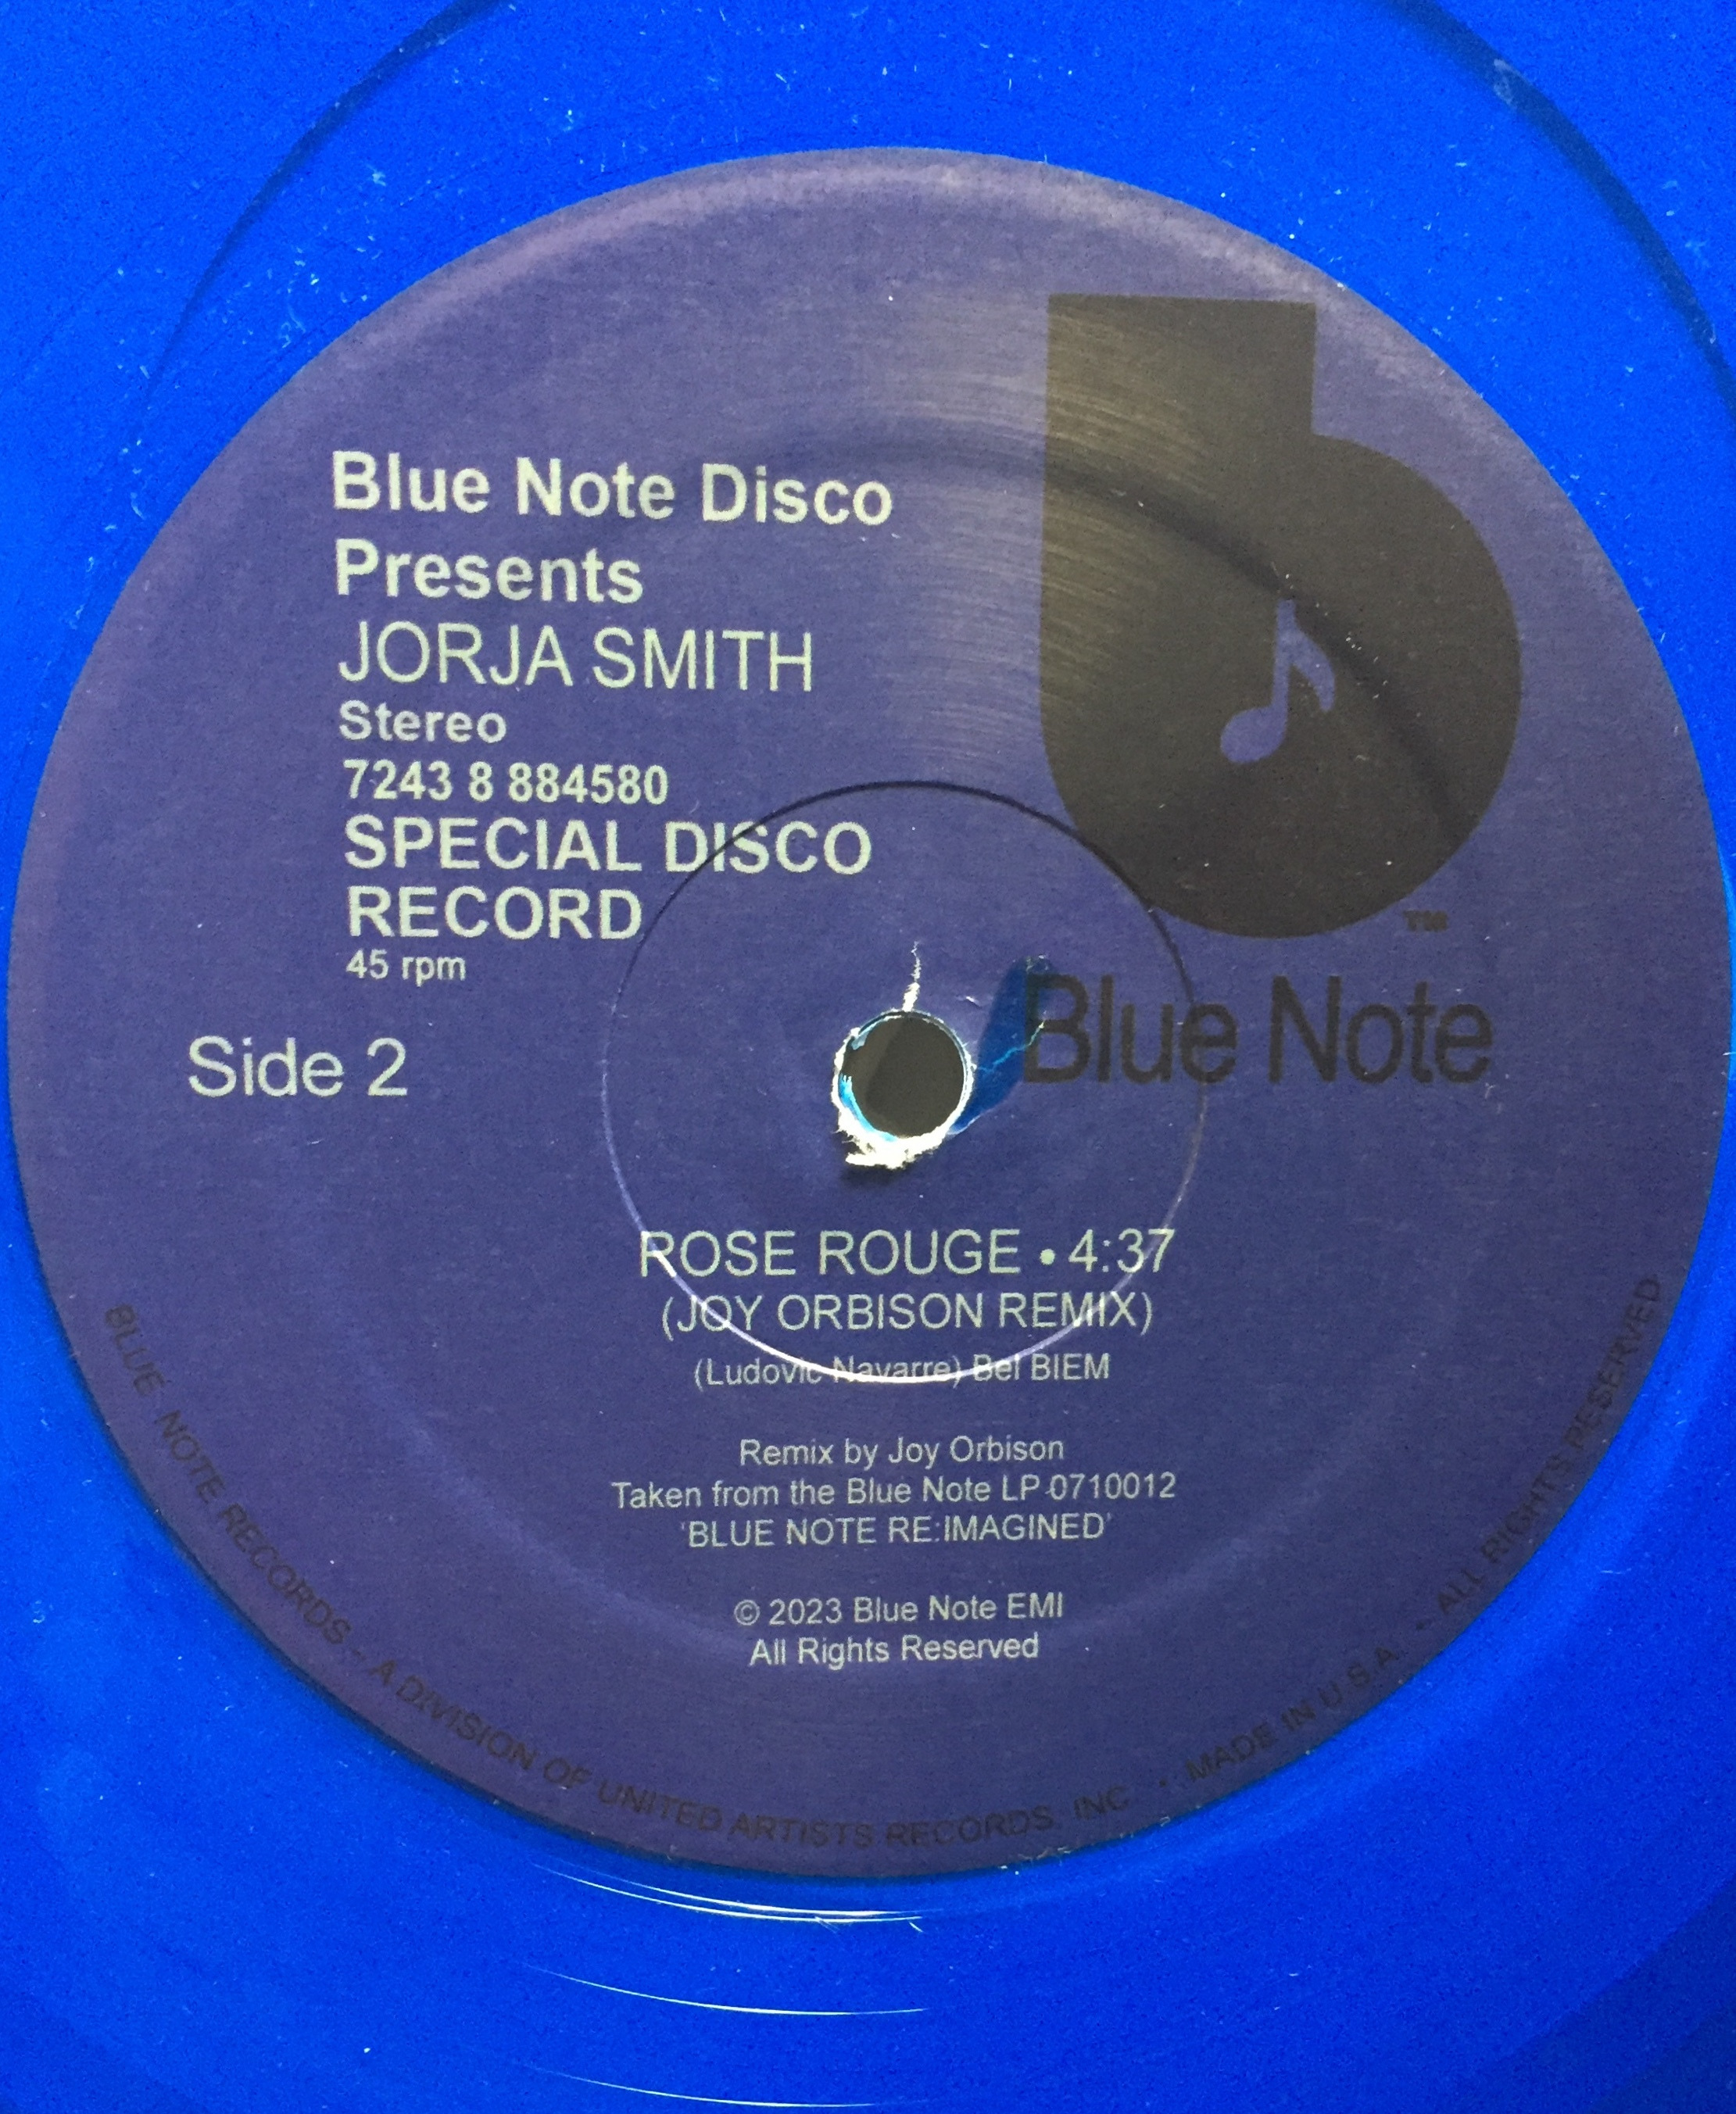 Blue Note Disco
Presents
JORJA SMITH
Stereo
7243 8 884580
SPECIAL DISCO
RECORD
45 rpm
Side 2
TM
Blue Note
ROSE ROUGE • 4:37
(JOY ORBISON REMIX)
(Ludovic Navarre) Bel BIEM
Remix by Joy Orbison
Taken from the Blue Note LP 0710012
'BLUE NOTE RE:IMAGINED'
© 2023 Blue Note EMI
All Rights Reserved
BLUE NOTE RECORDS - A DIVISION OF UNITED ARTISTS RECORDS, INC • MADE IN U.S.A. • ALL RIGHTS RESERVED